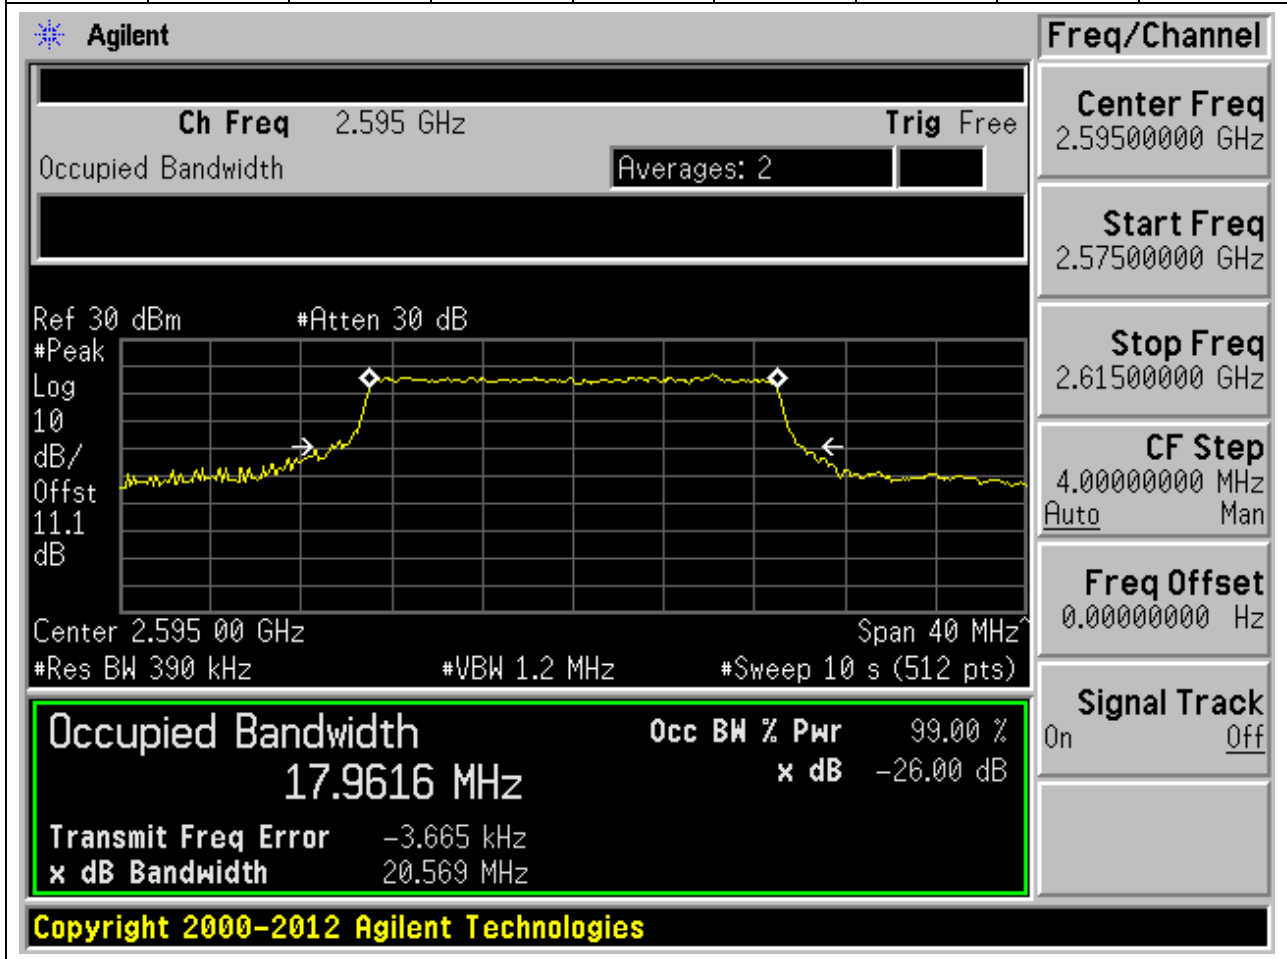 Agilent
Freq/Channel
Ch Freq 2.595 GHz Trig Free
Occupied Bandwidth Averages: 2
Center Freq
2.59500000 GHz
Start Freq
2.57500000 GHz
Stop Freq
2.61500000 GHz
CF Step
4.00000000 MHz
Auto Man
Freq Offset
0.00000000 Hz
Signal Track
On Off
Ref 30 dBm #Atten 30 dB
#Peak
Log
10
dB/
Offst
11.1
dB
Center 2.595 00 GHz Span 40 MHz^
#Res BW 390 kHz #VBW 1.2 MHz #Sweep 10 s (512 pts)
Occupied Bandwidth Occ BW % Pwr 99.00 %
17.9616 MHz x dB -26.00 dB
Transmit Freq Error -3.665 kHz
x dB Bandwidth 20.569 MHz
Copyright 2000-2012 Agilent Technologies